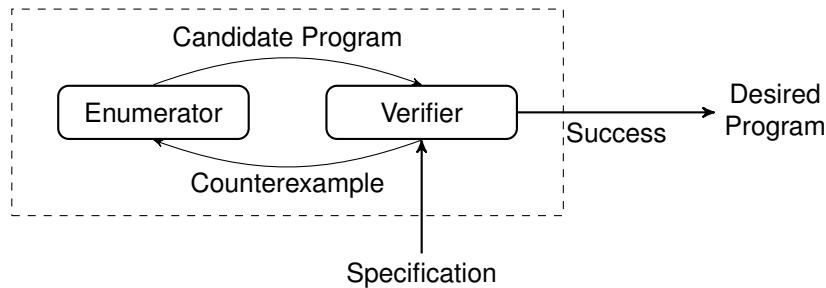 Candidate Program
Enumerator
Verifier
Desired
Program
Success
Counterexample
Specification